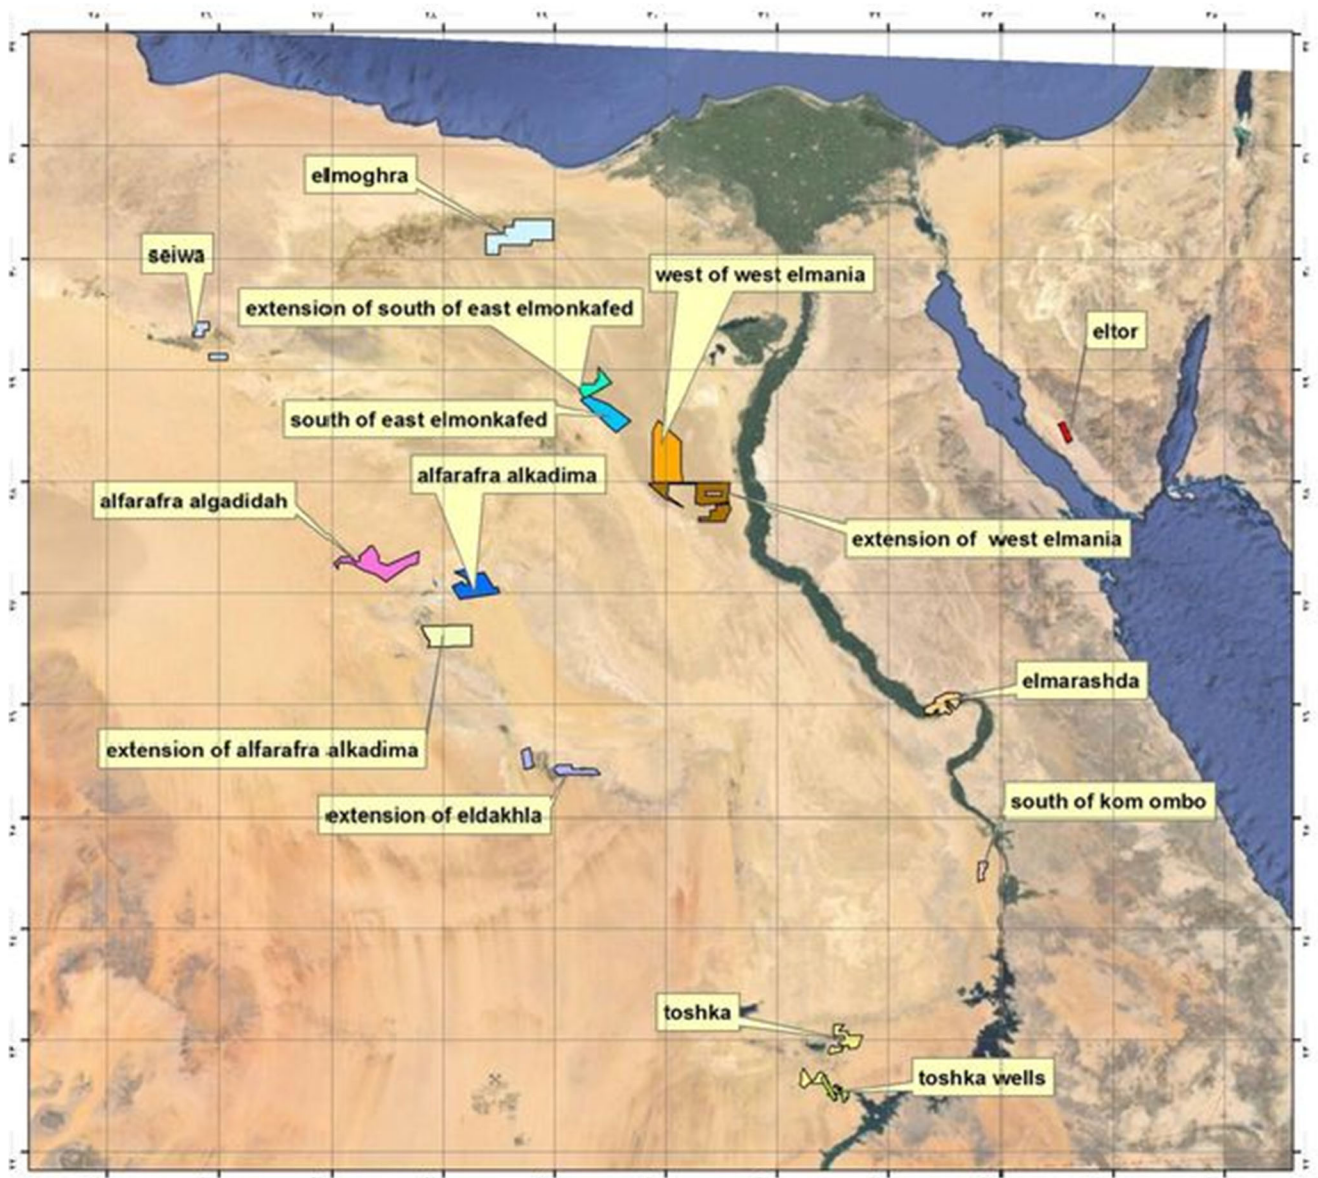 elmoghra
seiwa
west of west elmania
extension of south of east elmonkafed
eltor
south of east elmonkafed
alfarafra alkadima
alfarafra algadidah
extension of  west elmania
elmarashda
extension of alfarafra alkadima
south of kom ombo
extension of eldakhla
toshka
toshka wells